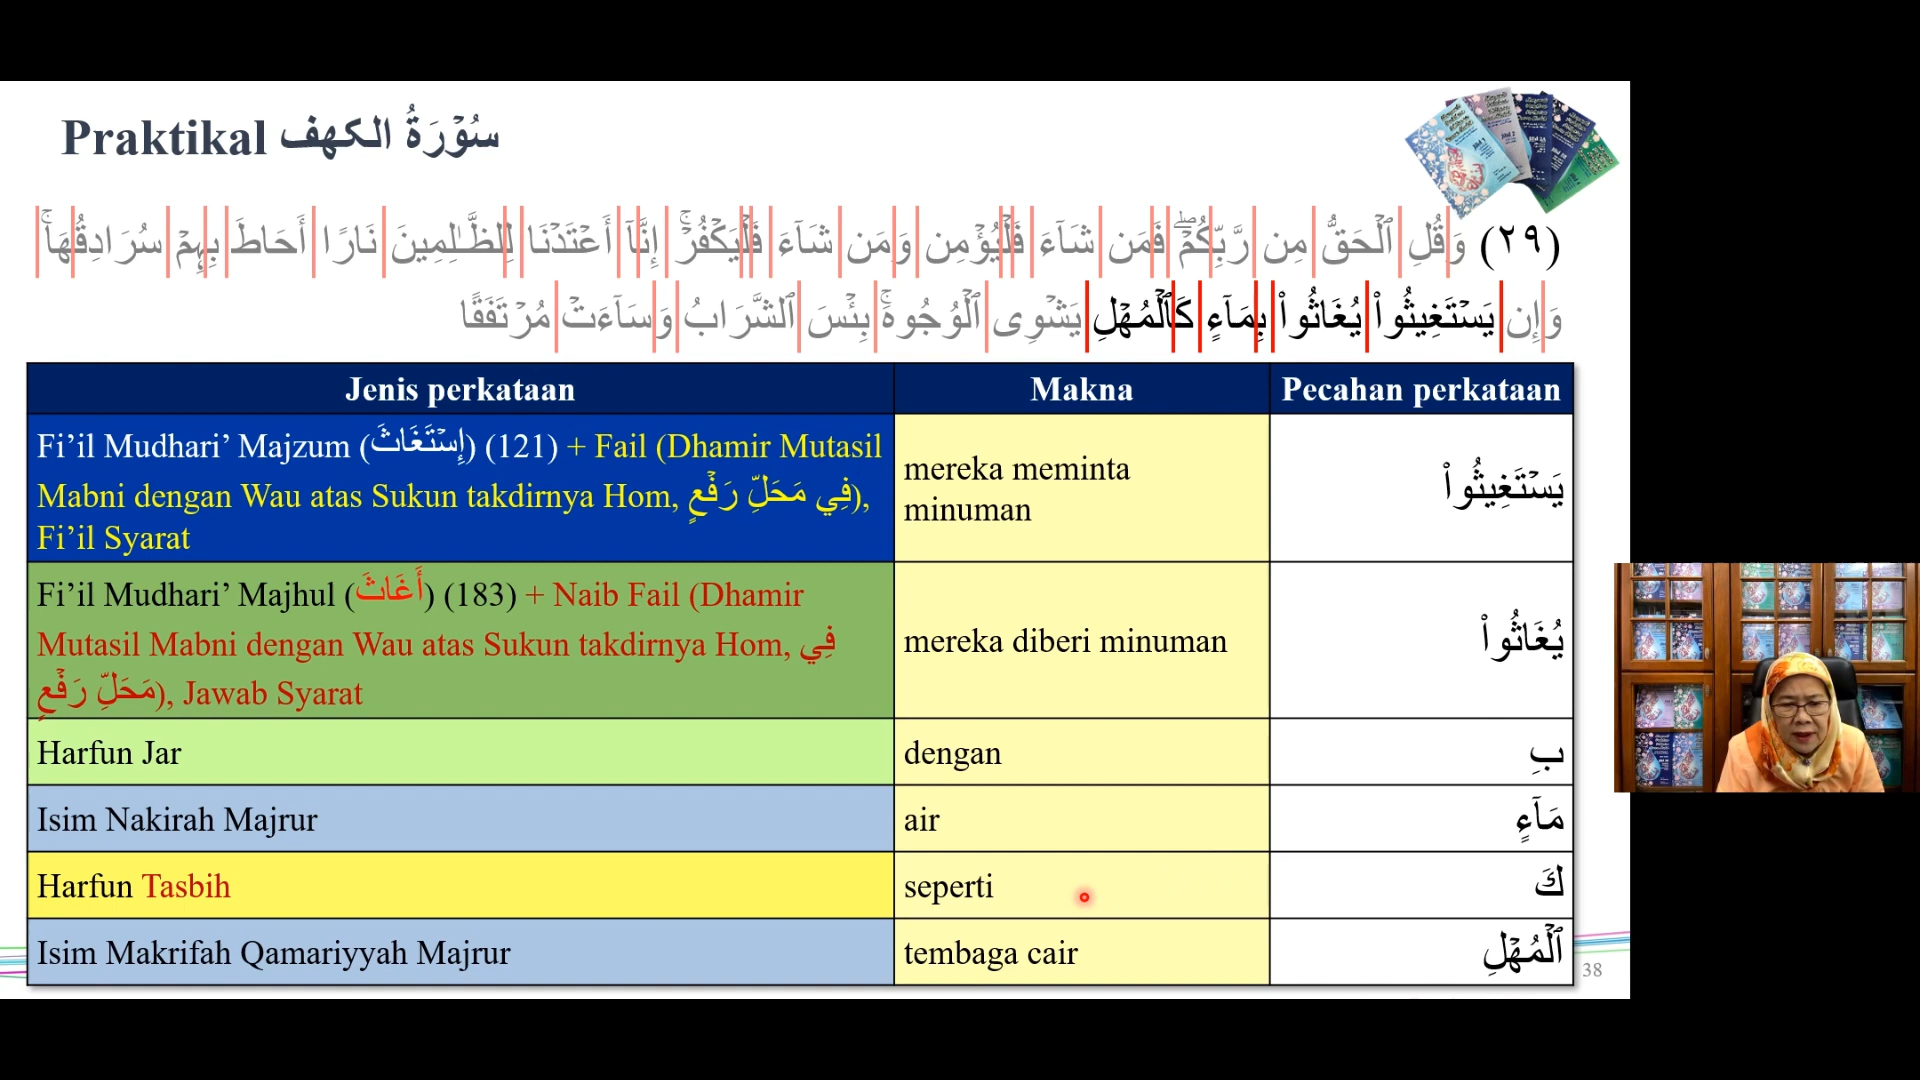 Praktikal سُوْرَةُ الكهف
(٢٩) وَقُلِ ٱلْحَقُّ مِن رَّبِّكُمْ ۖ فَمَن شَآءَ فَلْيُؤْمِن وَمَن شَآءَ فَلْيَكْفُرْ ۚ إِنَّآ أَعْتَدْنَا لِلظَّـٰلِمِينَ نَارًا أَحَاطَ بِهِمْ سُرَادِقُهَا ۚ
وَإِن يَسْتَغِيثُوا۟ يُغَاثُوا۟ بِمَآءٍ كَٱلْمُهْلِ يَشْوِى ٱلْوُجُوهَ ۚ بِئْسَ ٱلشَّرَابُ وَسَآءَتْ مُرْتَفَقًا
Jenis perkataan Makna Pecahan perkataan
Fi’il Mudhari’ Majzum (إِسْتَغَاثَ) (121) + Fail (Dhamir Mutasil
Mabni dengan Wau atas Sukun takdirnya Hom, فِي مَحَلِّ رَفْعٍ),
Fi’il Syarat
mereka meminta
minuman
يَسْتَغِيثُوا۟
Fi’il Mudhari’ Majhul (أَغَاثَ) (183) + Naib Fail (Dhamir
Mutasil Mabni dengan Wau atas Sukun takdirnya Hom, فِي
مَحَلِّ رَفْعٍ), Jawab Syarat
mereka diberi minuman
يُغَاثُوا۟
Harfun Jar dengan بِ
Isim Nakirah Majrur air مَآءٍ
Harfun Tasbih seperti كَ
Isim Makrifah Qamariyyah Majrur tembaga cair ٱلْمُهْلِ
38